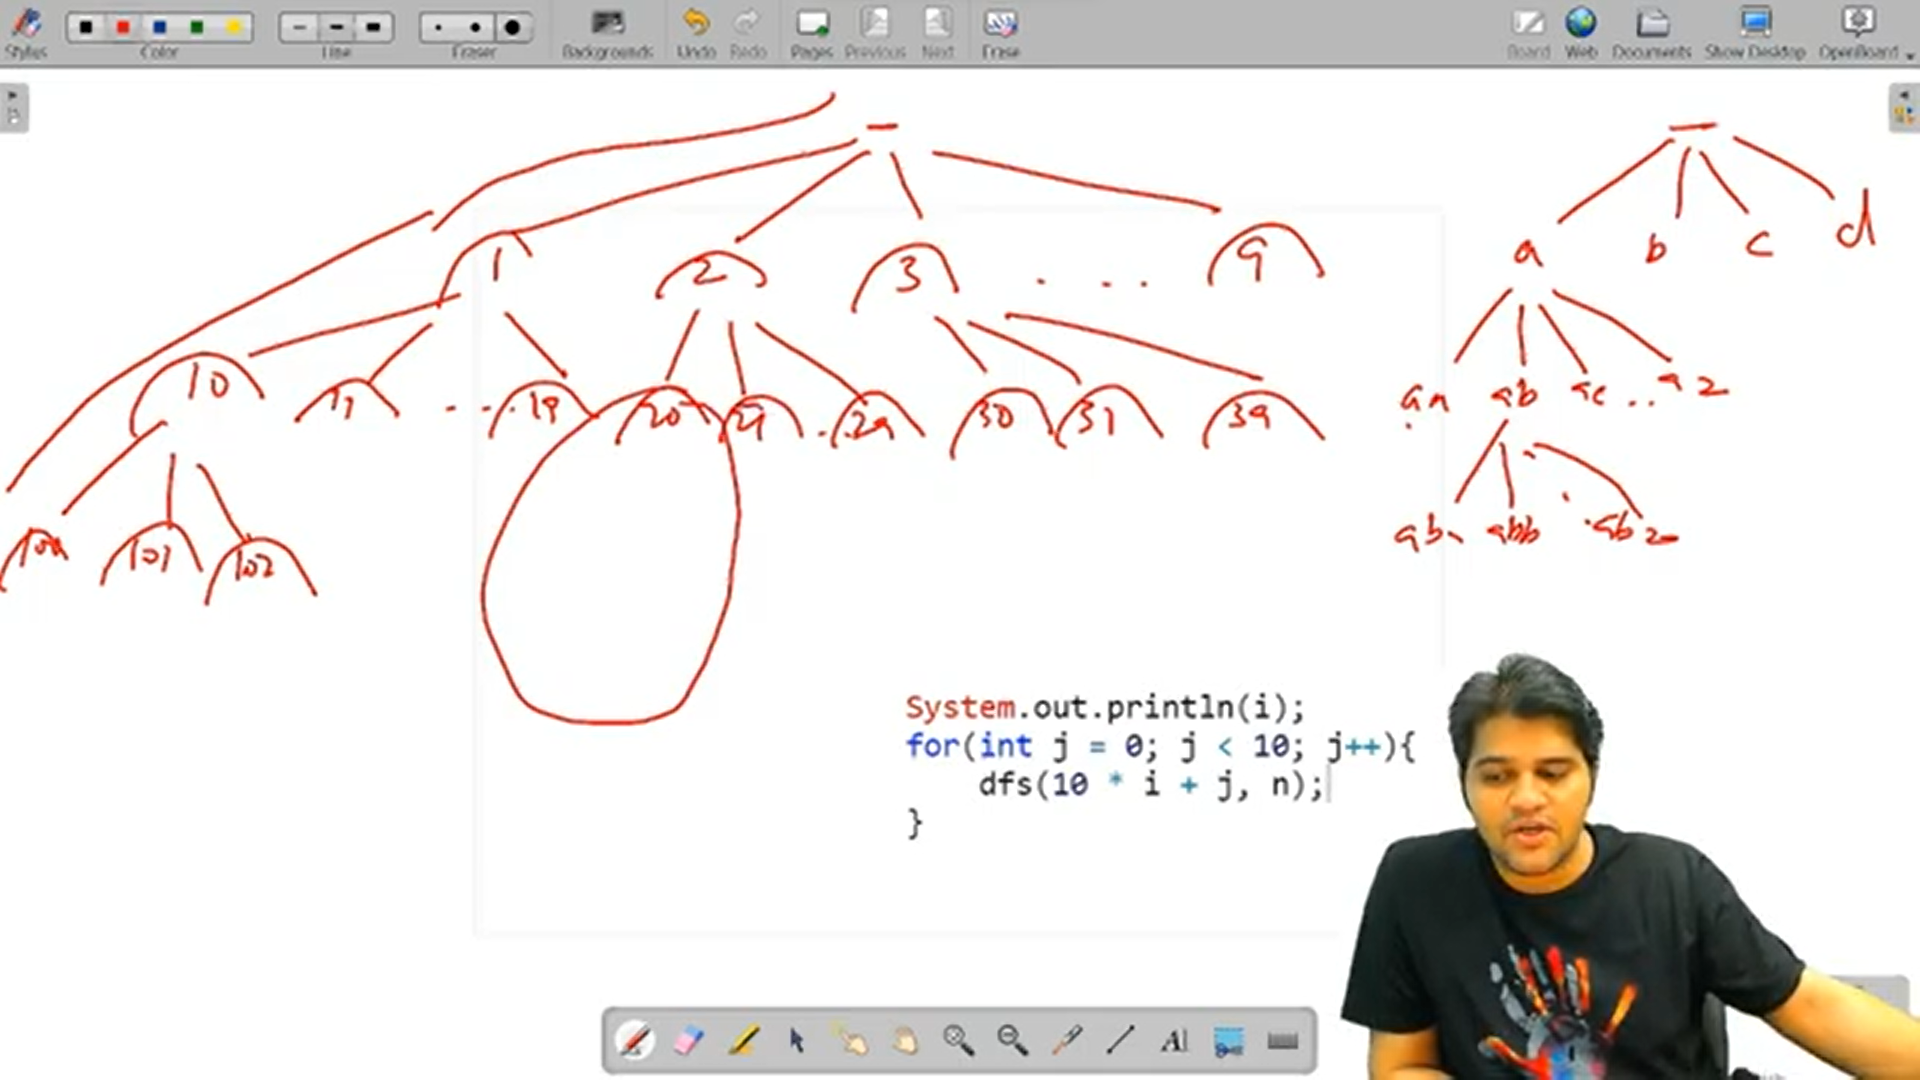 Styles Color Line Eraser Backgrounds Undo Redo Pages Previous Next Erase Board Web Documents Show Desktop OpenBoard
1 2 3 . . . . 9
10 11 . . . 19 20 21 . . 29 30 31 39
101 102
a b c d
aa ab ac .. az
aba abb . abz
System.out.println(i);
for(int j = 0; j < 10; j++){
dfs(10 * i + j, n);
}
AI